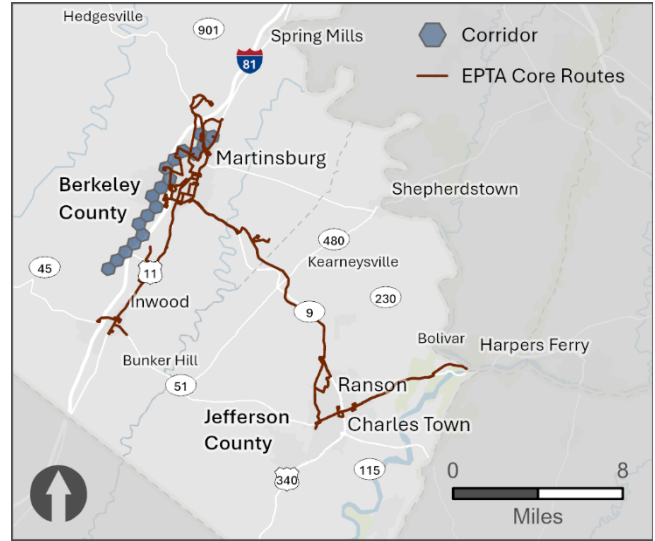 Hedgesville
901
Spring Mills
81
Corridor
EPTA Core Routes
Martinsburg
Berkeley
County
Shepherdstown
480
45
11
Kearneysville
230
Inwood
9
Bolivar
Harpers Ferry
Bunker Hill
51
Ranson
Jefferson
County
Charles Town
115
340
0
8
Miles